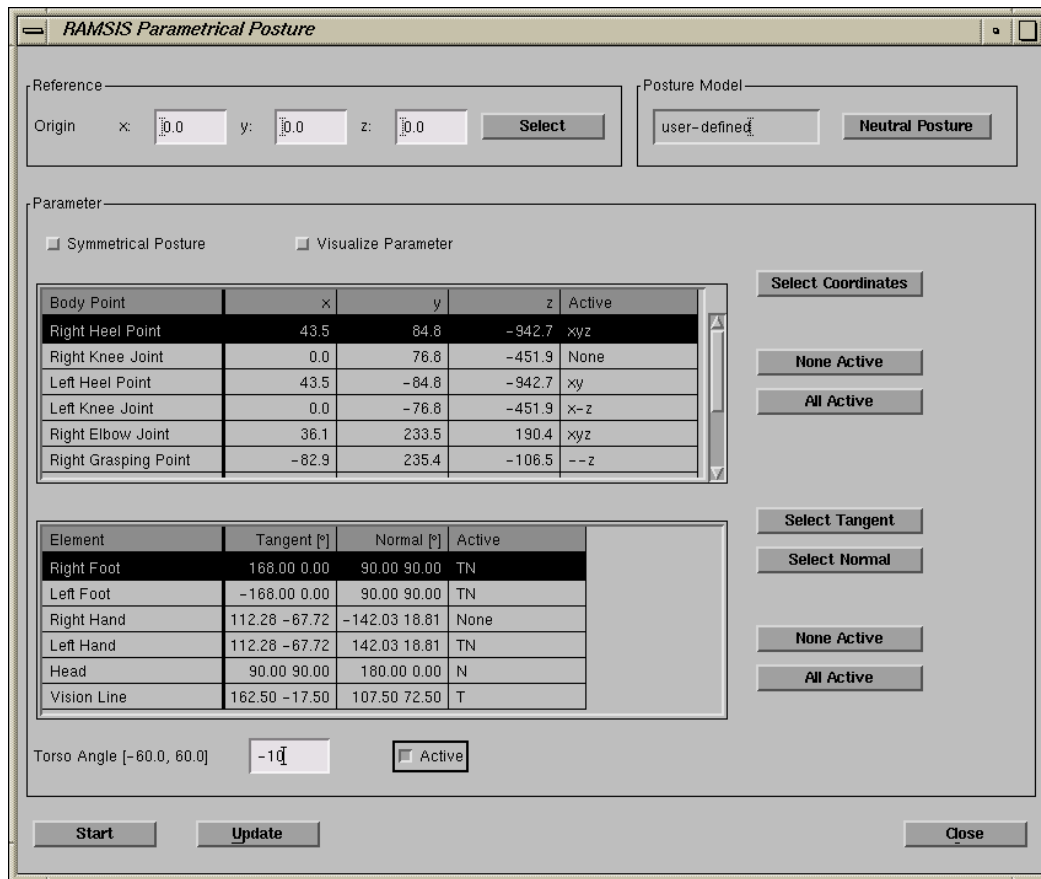 RAMSIS Parametrical Posture
Reference
Origin x: 0.0 y: 0.0 z: 0.0 Select
Posture Model
user-defined Neutral Posture
Parameter
Symmetrical Posture Visualize Parameter
Select Coordinates
Body Point x y z Active
Right Heel Point 43.5 84.8 -942.7 xyz
Right Knee Joint 0.0 76.8 -451.9 None
Left Heel Point 43.5 -84.8 -942.7 xy
Left Knee Joint 0.0 -76.8 -451.9 x-z
Right Elbow Joint 36.1 233.5 190.4 xyz
Right Grasping Point -82.9 235.4 -106.5 --z
None Active
All Active
Element Tangent [°] Normal [°] Active
Right Foot 168.00 0.00 90.00 90.00 TN
Left Foot -168.00 0.00 90.00 90.00 TN
Right Hand 112.28 -67.72 -142.03 18.81 None
Left Hand 112.28 -67.72 142.03 18.81 TN
Head 90.00 90.00 180.00 0.00 N
Vision Line 162.50 -17.50 107.50 72.50 T
Select Tangent
Select Normal
None Active
All Active
Torso Angle [-60.0, 60.0] -10 Active
Start Update Close